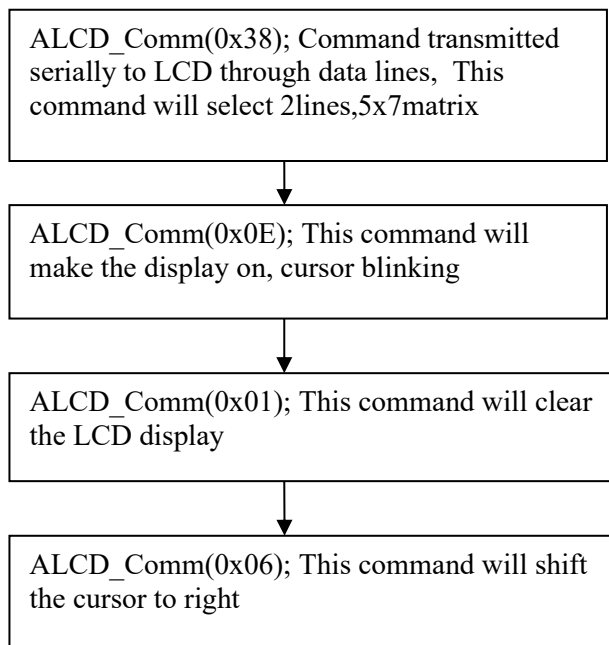 ALCD_Comm(0x38); Command transmitted
serially to LCD through data lines,  This
command will select 2lines,5x7matrix
ALCD_Comm(0x0E); This command will
make the display on, cursor blinking
ALCD_Comm(0x01); This command will clear
the LCD display
ALCD_Comm(0x06); This command will shift
the cursor to right